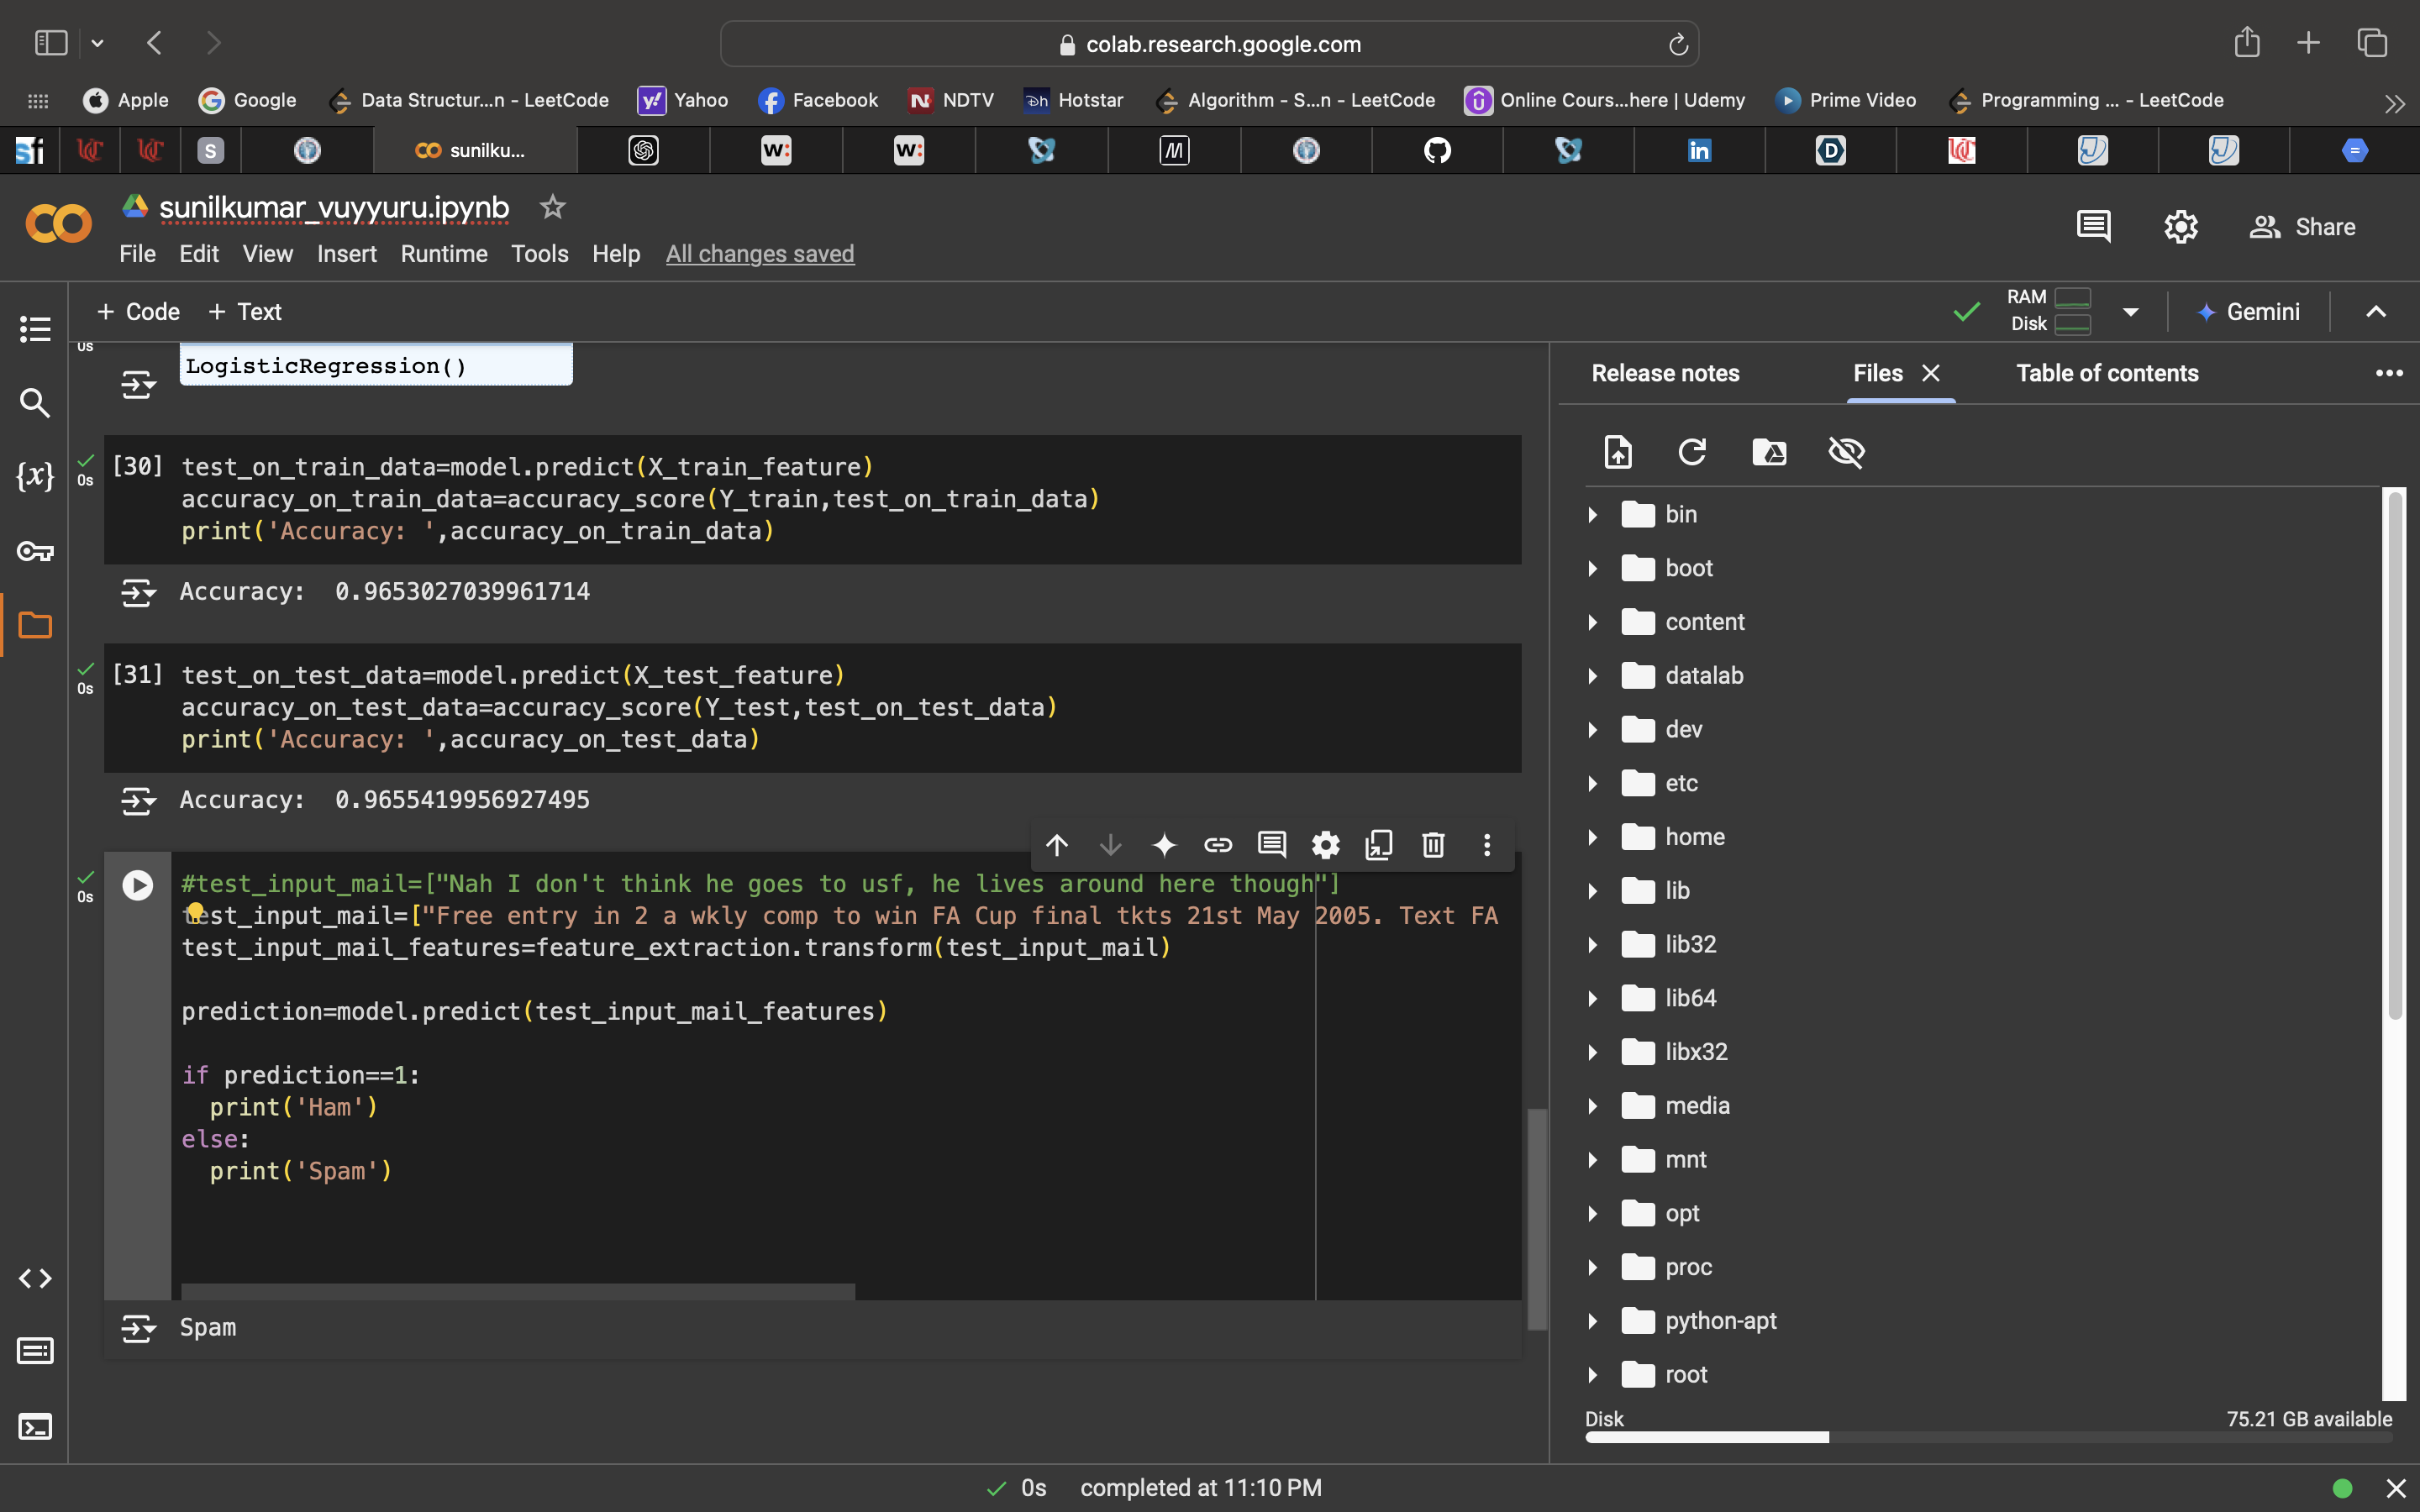 colab.research.google.com
Apple Google Data Structur...n - LeetCode Yahoo Facebook NDTV Hotstar Algorithm - S...n - LeetCode Online Cours...here | Udemy Prime Video Programming ... - LeetCode
sunilku...
sunilkumar_vuyyuru.ipynb
Share
File Edit View Insert Runtime Tools Help All changes saved
+ Code + Text
RAM
Disk
Gemini
0s
LogisticRegression()
[30] test_on_train_data=model.predict(X_train_feature)
0s
accuracy_on_train_data=accuracy_score(Y_train,test_on_train_data)
print('Accuracy: ',accuracy_on_train_data)
Accuracy:  0.9653027039961714
[31] test_on_test_data=model.predict(X_test_feature)
0s
accuracy_on_test_data=accuracy_score(Y_test,test_on_test_data)
print('Accuracy: ',accuracy_on_test_data)
Accuracy:  0.9655419956927495
0s
#test_input_mail=["Nah I don't think he goes to usf, he lives around here though"]
test_input_mail=["Free entry in 2 a wkly comp to win FA Cup final tkts 21st May 2005. Text FA
test_input_mail_features=feature_extraction.transform(test_input_mail)
prediction=model.predict(test_input_mail_features)
if prediction==1:
print('Ham')
else:
print('Spam')
Spam
Release notes Files Table of contents
bin
boot
content
datalab
dev
etc
home
lib
lib32
lib64
libx32
media
mnt
opt
proc
python-apt
root
Disk 75.21 GB available
0s completed at 11:10 PM